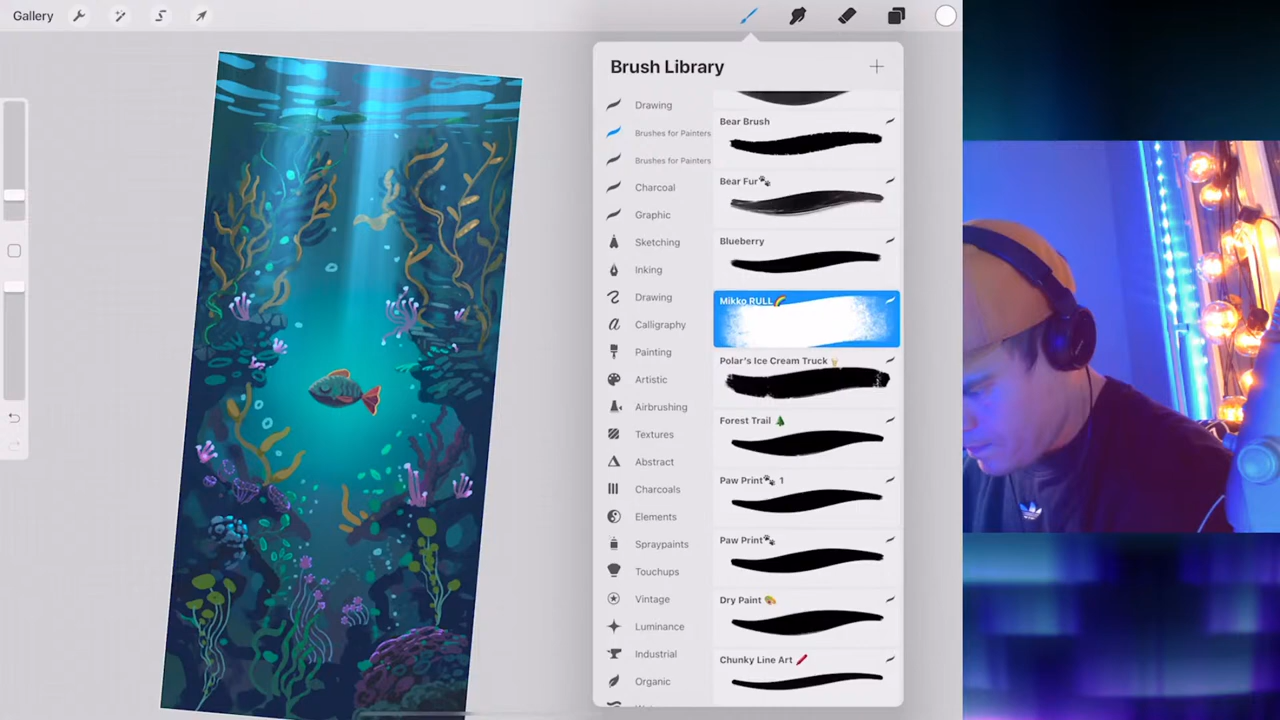 Gallery
Brush Library
Drawing
Brushes for Painters
Brushes for Painters
Charcoal
Graphic
Sketching
Inking
Drawing
Calligraphy
Painting
Artistic
Airbrushing
Textures
Abstract
Charcoals
Elements
Spraypaints
Touchups
Vintage
Luminance
Industrial
Organic
Bear Brush
Bear Fur🐾
Blueberry
Mikko RULL🌈
Polar's Ice Cream Truck🍦
Forest Trail 🌲
Paw Print🐾 1
Paw Print🐾
Dry Paint 🎨
Chunky Line Art 🖍️